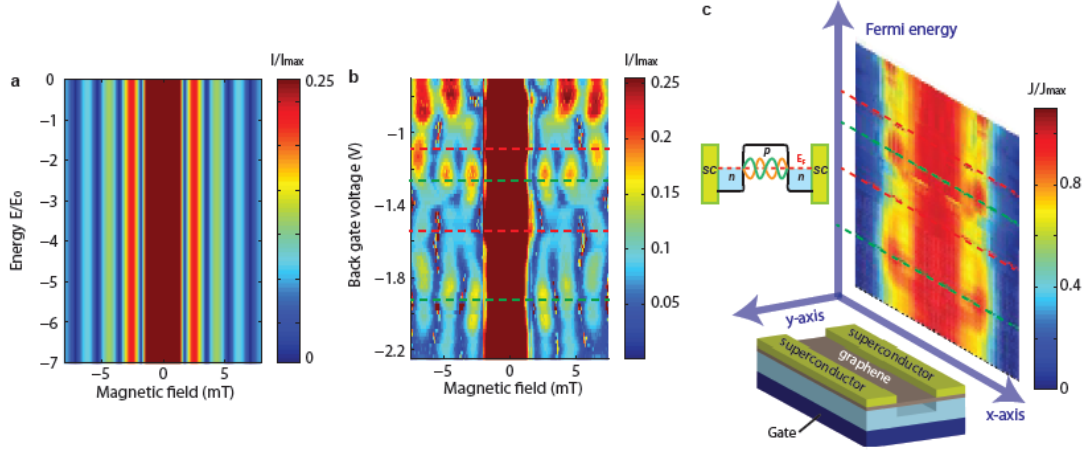 a
I/Imax
0.25
0
Energy E/E0
0
-1
-2
-3
-4
-5
-6
-7
-5
0
5
Magnetic field (mT)
b
I/Imax
0.25
0.2
0.15
0.1
0.05
Back gate voltage (V)
-1
-1.4
-1.8
-2.2
-5
0
5
Magnetic field (mT)
c
Fermi energy
J/Jmax
0.8
0.4
0
SC
n
p
EF
n
SC
y-axis
x-axis
superconductor
graphene
superconductor
Gate